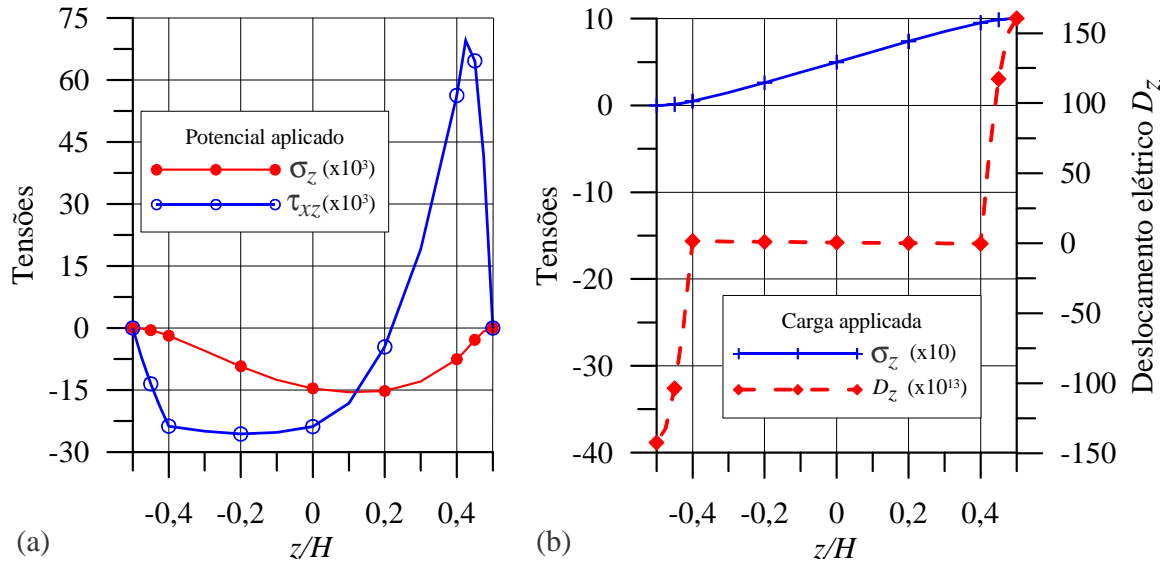 75
60
45
30
15
0
-15
-30
Tensões
Potencial aplicado
σz (x10³)
τxz (x10³)
-0,4 -0,2 0 0,2 0,4
z/H
(a)
10
0
-10
-20
-30
-40
Tensões
150
100
50
0
-50
-100
-150
Deslocamento elétrico Dz
Carga applicada
σz (x10)
Dz (x10¹³)
-0,4 -0,2 0 0,2 0,4
z/H
(b)